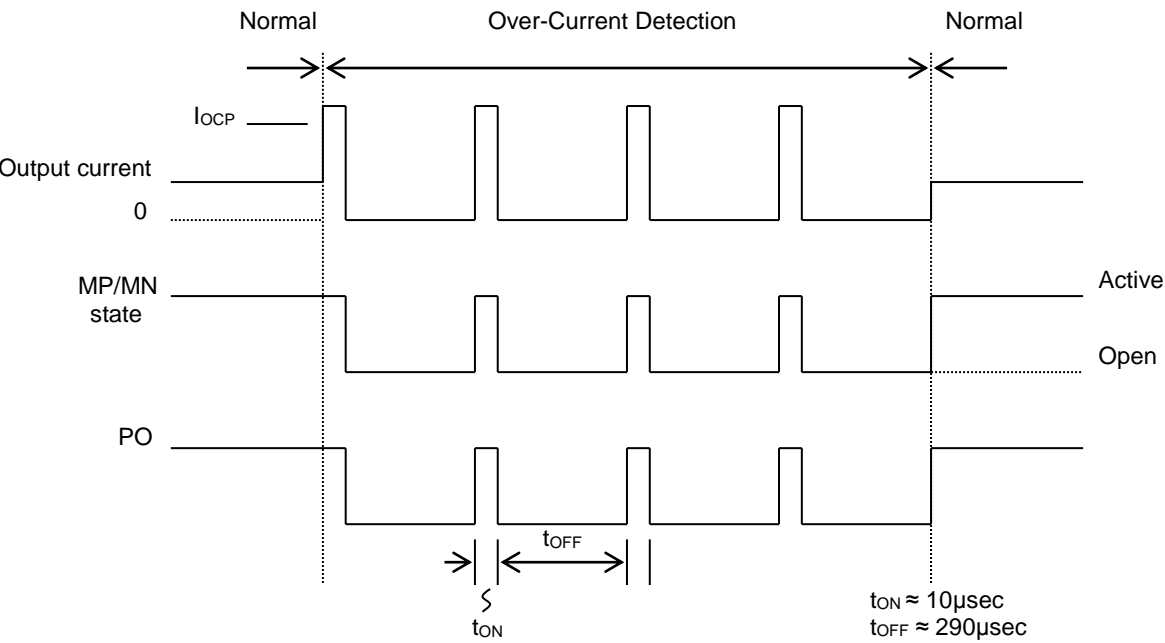 Normal
Over-Current Detection
Normal
IOCP
Output current
0
MP/MN
state
Active
Open
PO
tOFF
tON
tON ≈ 10µsec
tOFF ≈ 290µsec